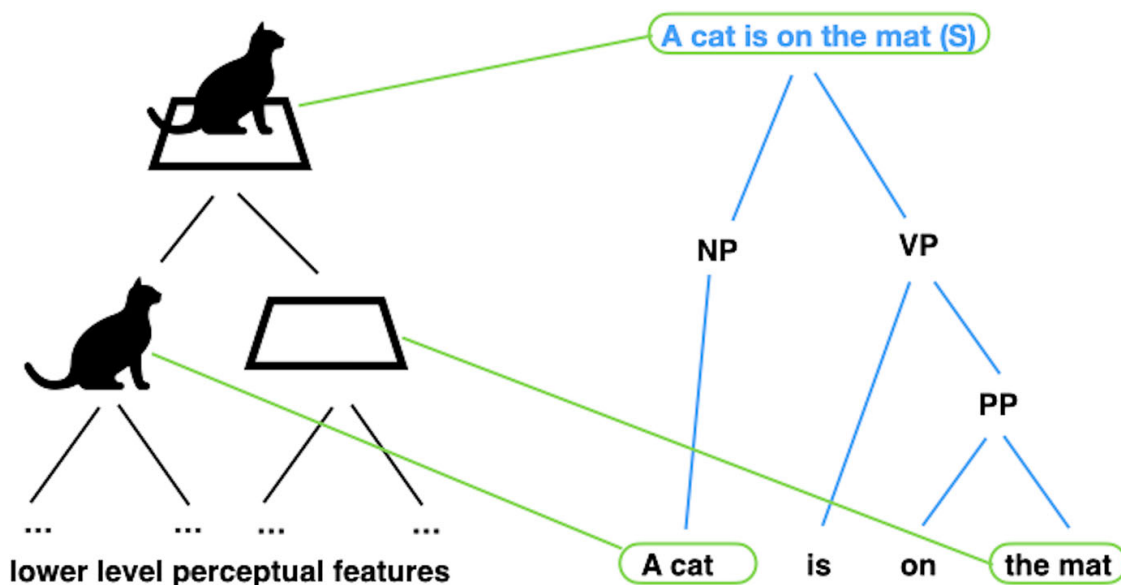 A cat is on the mat (S)
NP
VP
PP
... ... ... ...
A cat is on the mat
lower level perceptual features